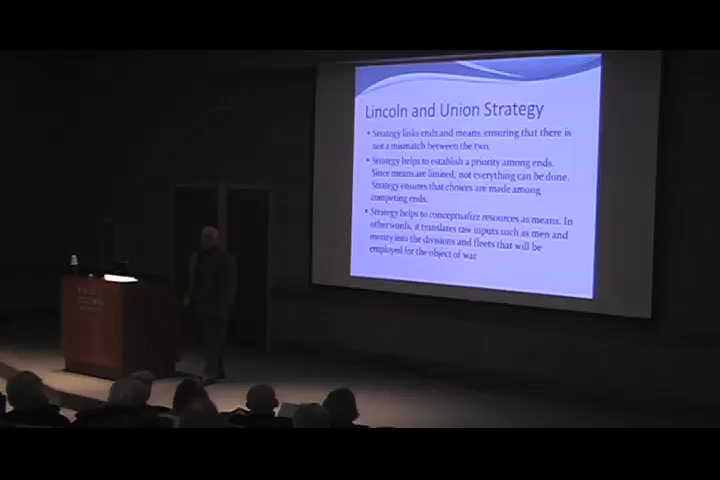 Lincoln and Union Strategy
• Strategy links ends and means, ensuring that there is
not a mismatch between the two.
• Strategy helps to establish a priority among ends.
Since means are limited, not everything can be done.
Strategy ensures that choices are made among
competing ends.
• Strategy helps to conceptualize resources as means. In
other words, it translates raw inputs such as men and
money into the divisions and fleets that will be
employed for the object of war